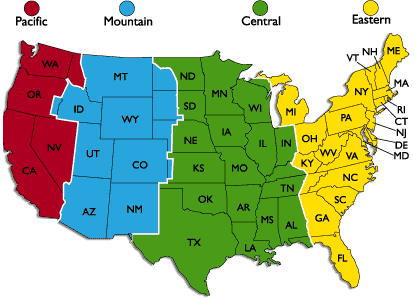 Pacific Mountain Central Eastern
WA MT ND MN VT NH ME
OR ID SD WI NY MA
WY MI RI
NV UT NE IA PA CT
CA CO IL IN OH NJ
KS MO WV VA DE
KY MD
AZ NM OK TN NC
AR SC
TX MS AL GA
LA FL